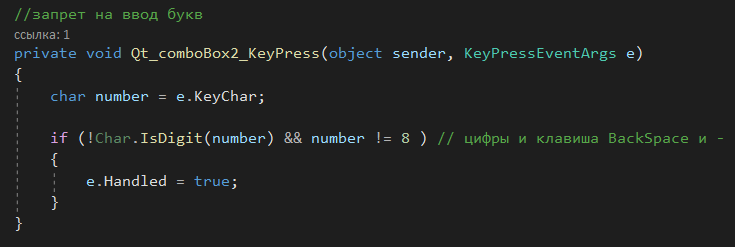 //запрет на ввод букв
ссылка: 1
private void Qt_comboBox2_KeyPress(object sender, KeyPressEventArgs e)
{
char number = e.KeyChar;
if (!Char.IsDigit(number) && number != 8 ) // цифры и клавиша BackSpace и -
{
e.Handled = true;
}
}